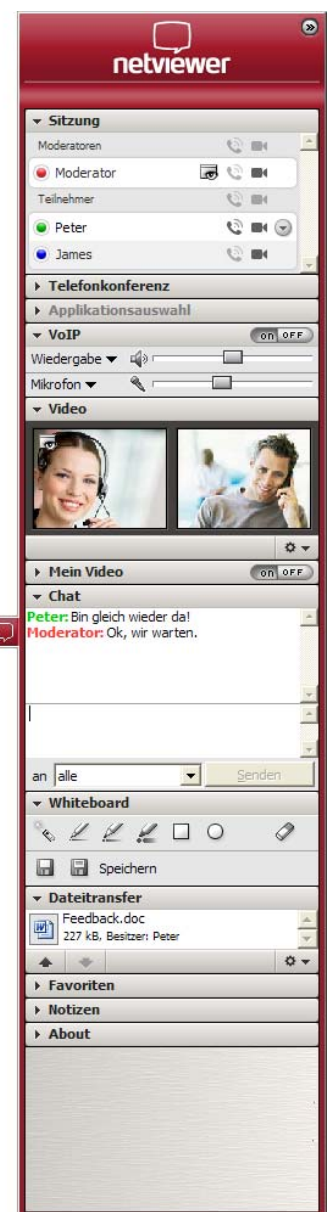 netviewer
Sitzung
Moderatoren
Moderator
Teilnehmer
Peter
James
Telefonkonferenz
Applikationsauswahl
VoIP on OFF
Wiedergabe
Mikrofon
Video
Mein Video on OFF
Chat
Peter: Bin gleich wieder da!
Moderator: Ok, wir warten.
an alle Senden
Whiteboard
Speichern
Dateitransfer
Feedback.doc
227 kB, Besitzer: Peter
Favoriten
Notizen
About